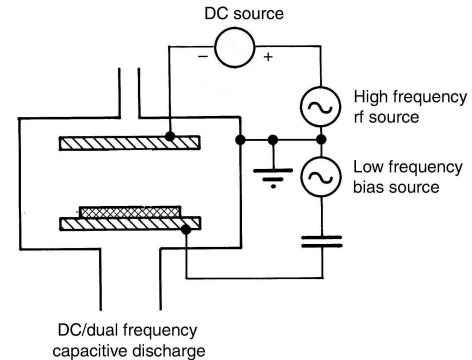 DC source
− +
High frequency
rf source
Low frequency
bias source
DC/dual frequency
capacitive discharge